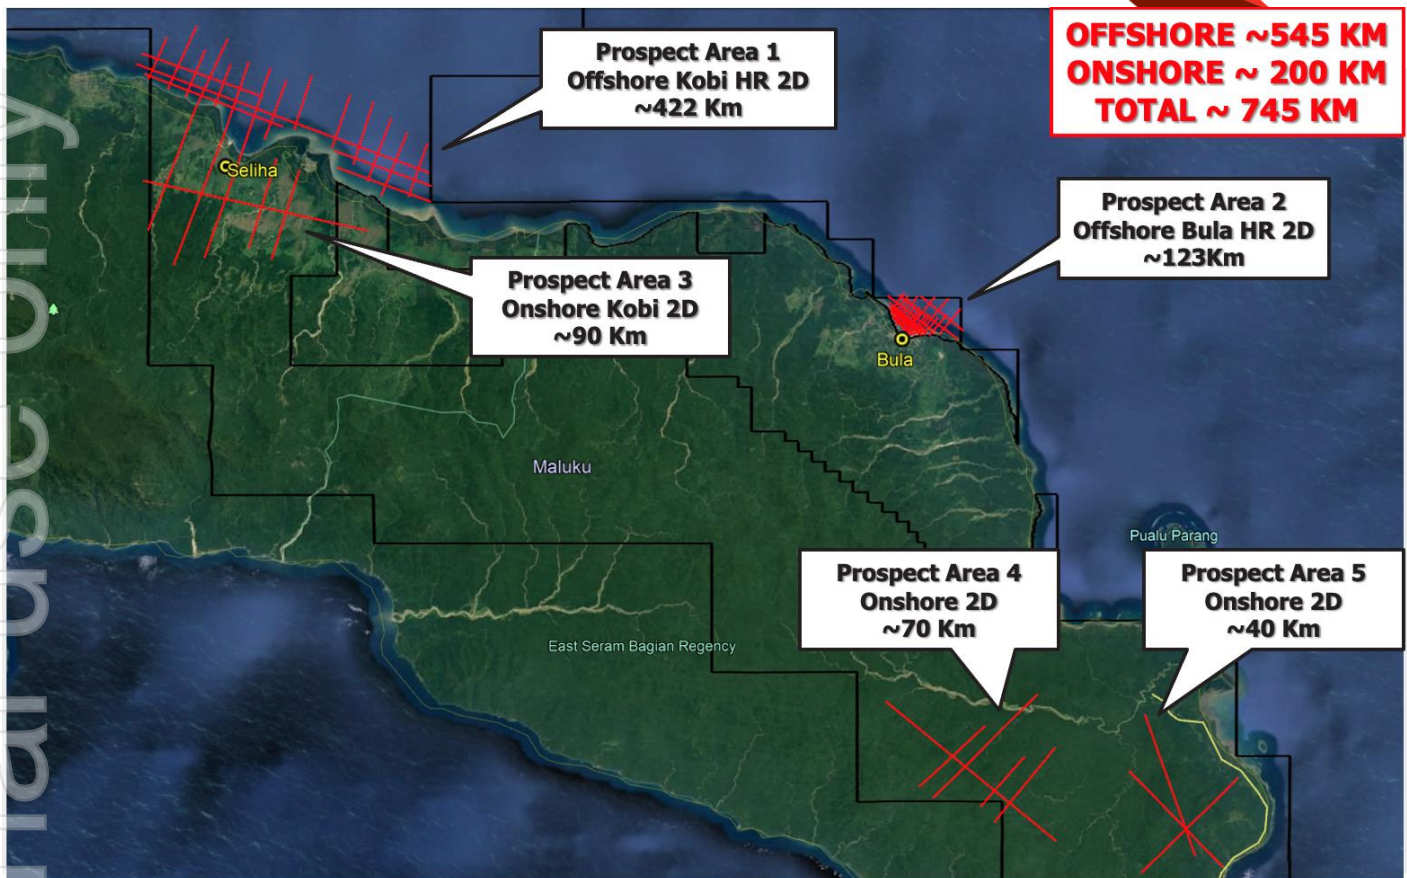 OFFSHORE ~545 KM
ONSHORE ~ 200 KM
TOTAL ~ 745 KM
Prospect Area 1
Offshore Kobi HR 2D
~422 Km
Seliha
Prospect Area 2
Offshore Bula HR 2D
~123Km
Prospect Area 3
Onshore Kobi 2D
~90 Km
Bula
Maluku
Pualu Parang
Prospect Area 4
Onshore 2D
~70 Km
Prospect Area 5
Onshore 2D
~40 Km
East Seram Bagian Regency
use only